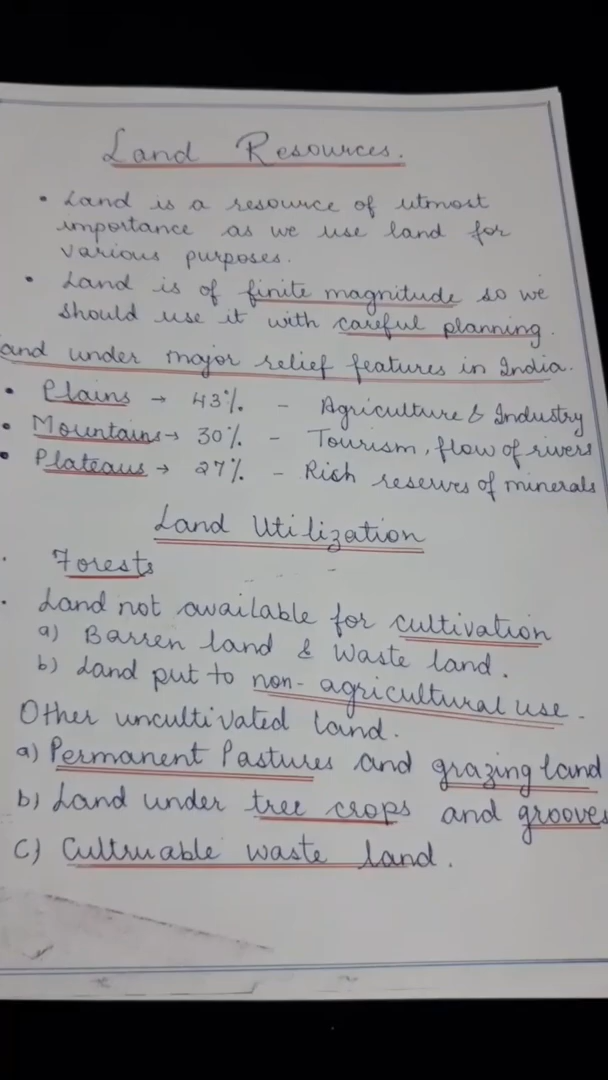 Land Resources.
• Land is a resource of utmost
importance as we use land for
various purposes.
• Land is of finite magnitude so we
should use it with careful planning.
and under major relief features in India.
• Plains → 43% - Agriculture & Industry
• Mountains → 30% - Tourism, flow of rivers
• Plateaus → 27% - Rich reserves of minerals
Land Utilization
• Forests
• Land not available for cultivation
a) Barren land & Waste land.
b) Land put to non-agricultural use.
Other uncultivated land.
a) Permanent Pastures and grazing land
b) Land under tree crops and grooves
c) Cultruable waste land.